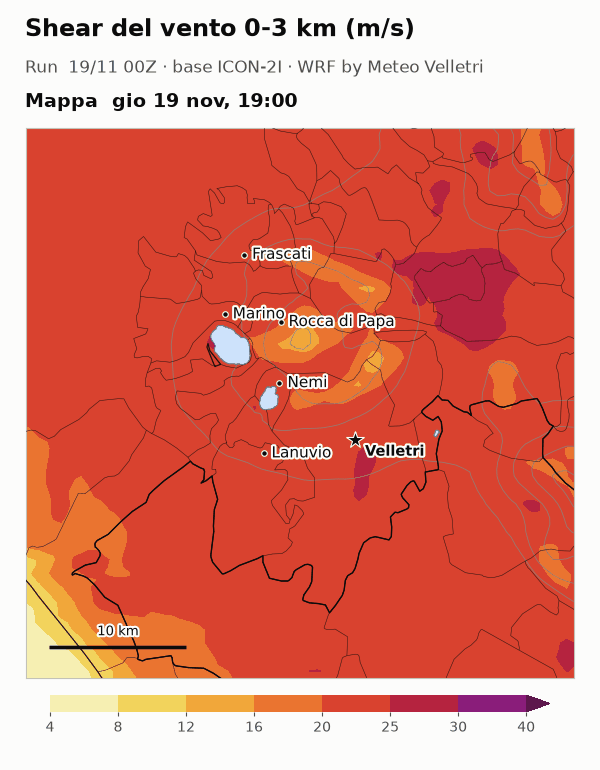 Shear del vento 0-3 km (m/s)
Run  19/11 00Z · base ICON-2I · WRF by Meteo Velletri
Mappa  gio 19 nov, 19:00
Frascati
Marino
Rocca di Papa
Nemi
Velletri
Lanuvio
10 km
4 8 12 16 20 25 30 40